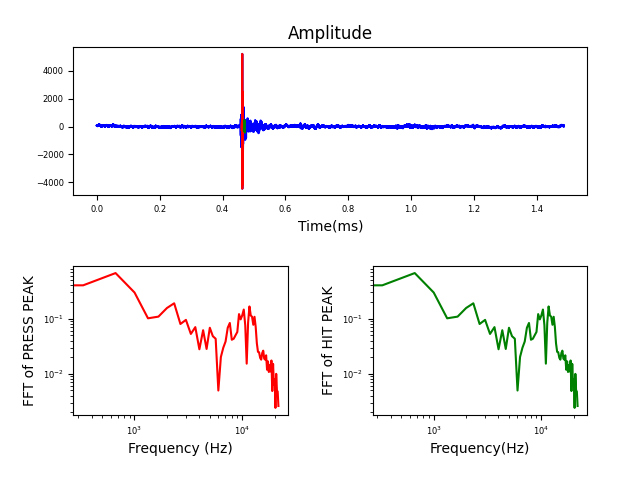 Amplitude
4000
2000
0
−2000
−4000
0.0 0.2 0.4 0.6 0.8 1.0 1.2 1.4
Time(ms)
FFT of PRESS PEAK
10⁻¹
10⁻²
10³ 10⁴
Frequency (Hz)
FFT of HIT PEAK
10⁻¹
10⁻²
10³ 10⁴
Frequency(Hz)